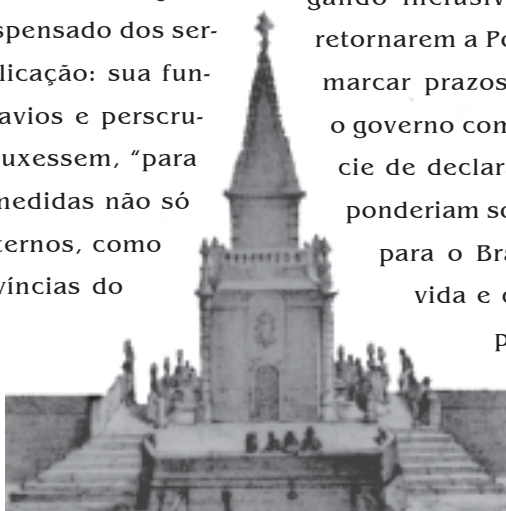 spensado dos ser-
licação: sua fun-
avios e perscru-
uxessem, “para
medidas não só
ternos, como
víncias do
gando inclusiv
retornarem a Po
marcar prazos
o governo com
cie de declar
ponderiam so
para o Bra
vida e
p